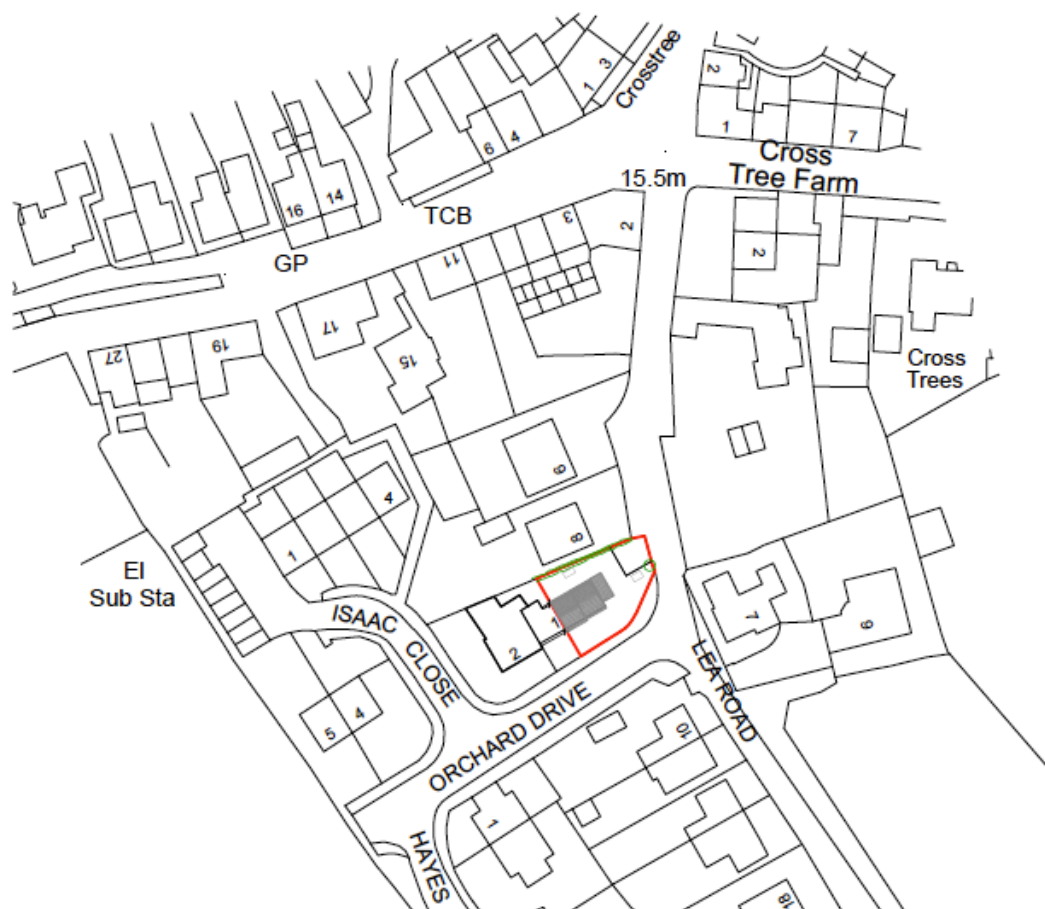 Crosstree
1
3
2
1
7
Cross
Tree Farm
6
4
15.5m
16
14
TCB
GP
11
3
2
2
17
15
27
19
Cross
Trees
9
8
4
1
El
Sub Sta
ISAAC CLOSE
1
2
7
9
LEA ROAD
5
4
ORCHARD DRIVE
10
1
HAYES
18